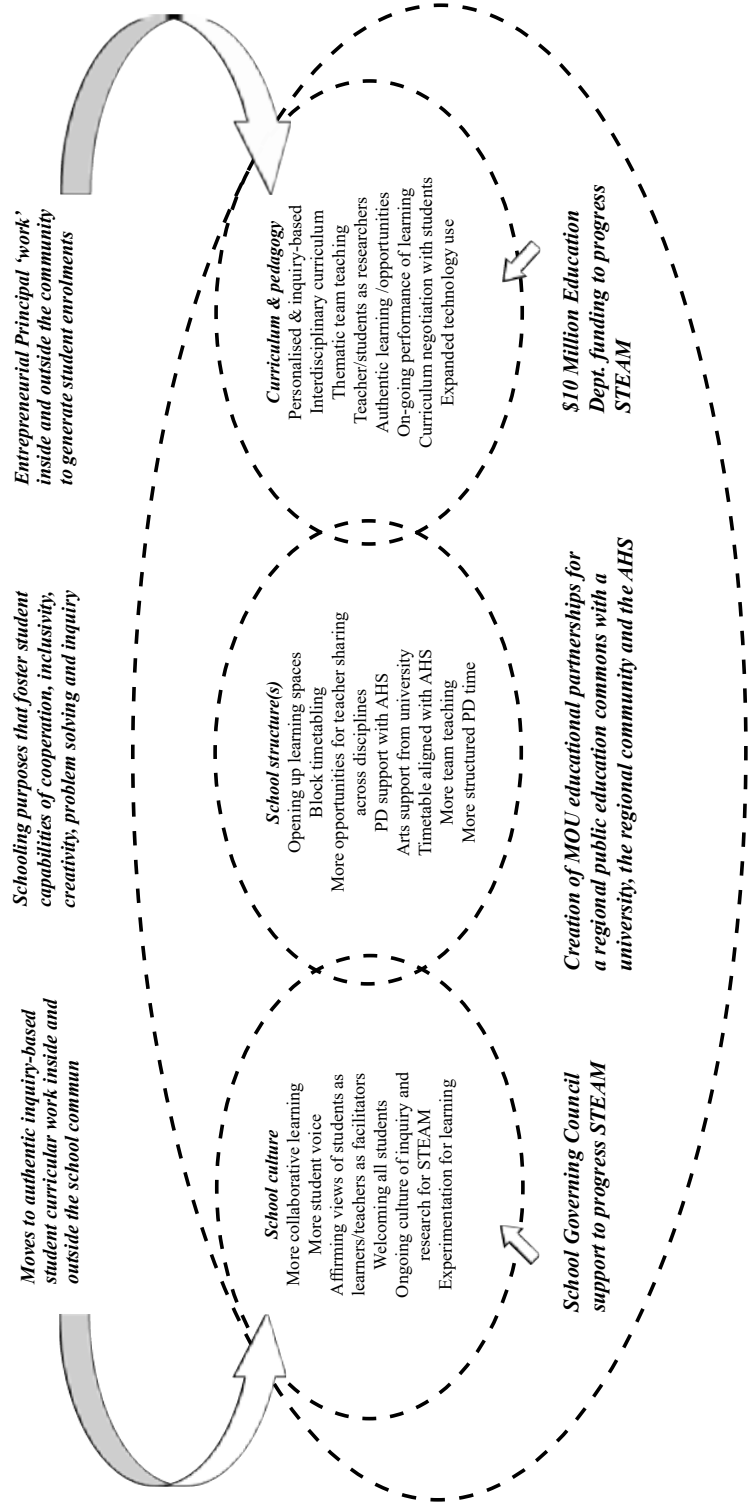 Moves to authentic inquiry-based
student curricular work inside and
outside the school commun
Schooling purposes that foster student
capabilities of cooperation, inclusivity,
creativity, problem solving and inquiry
Entrepreneurial Principal ‘work’
inside and outside the community
to generate student enrolments
School culture
More collaborative learning
More student voice
Affirming views of students as
learners/teachers as facilitators
Welcoming all students
Ongoing culture of inquiry and
research for STEAM
Experimentation for learning
School structure(s)
Opening up learning spaces
Block timetabling
More opportunities for teacher sharing
across disciplines
PD support with AHS
Arts support from university
Timetable aligned with AHS
More team teaching
More structured PD time
Curriculum & pedagogy
Personalised & inquiry-based
Interdisciplinary curriculum
Thematic team teaching
Teacher/students as researchers
Authentic learning /opportunities
On-going performance of learning
Curriculum negotiation with students
Expanded technology use
School Governing Council
support to progress STEAM
Creation of MOU educational partnerships for
a regional public education commons with a
university, the regional community and the AHS
$10 Million Education
Dept. funding to progress
STEAM